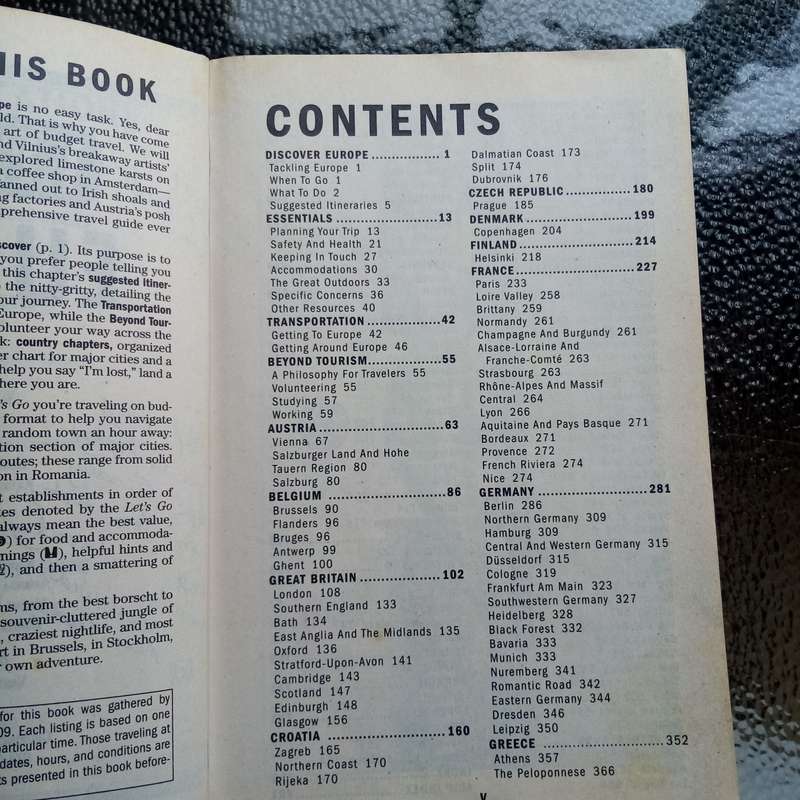 HIS BOOK
pe is no easy task. Yes, dear
ld. That is why you have come
art of budget travel. We will
nd Vilnius's breakaway artists'
explored limestone karsts on
a coffee shop in Amsterdam—
anned out to Irish shoals and
ng factories and Austria's posh
mprehensive travel guide ever
scover (p. 1). Its purpose is to
you prefer people telling you
this chapter's suggested itiner-
the nitty-gritty, detailing the
our journey. The Transportation
Europe, while the Beyond Tour-
olunteer your way across the
k: country chapters, organized
er chart for major cities and a
help you say "I'm lost," land a
here you are.
's Go you're traveling on bud-
format to help you navigate
random town an hour away:
tion section of major cities.
outes; these range from solid
on in Romania.
t establishments in order of
tes denoted by the Let's Go
always mean the best value,
) for food and accommoda-
nings ( ), helpful hints and
), and then a smattering of
ms, from the best borscht to
souvenir-cluttered jungle of
, craziest nightlife, and most
rt in Brussels, in Stockholm,
r own adventure.
for this book was gathered by
09. Each listing is based on one
particular time. Those traveling at
dates, hours, and conditions are
ts presented in this book before-
CONTENTS
DISCOVER EUROPE ................. 1
Tackling Europe 1
When To Go 1
What To Do 2
Suggested Itineraries 5
ESSENTIALS .........................13
Planning Your Trip 13
Safety And Health 21
Keeping In Touch 27
Accommodations 30
The Great Outdoors 33
Specific Concerns 36
Other Resources 40
TRANSPORTATION..................42
Getting To Europe 42
Getting Around Europe 46
BEYOND TOURISM..................55
A Philosophy For Travelers 55
Volunteering 55
Studying 57
Working 59
AUSTRIA ..............................63
Vienna 67
Salzburger Land And Hohe
Tauern Region 80
Salzburg 80
BELGIUM .............................86
Brussels 90
Flanders 96
Bruges 96
Antwerp 99
Ghent 100
GREAT BRITAIN ....................102
London 108
Southern England 133
Bath 134
East Anglia And The Midlands 135
Oxford 136
Stratford-Upon-Avon 141
Cambridge 143
Scotland 147
Edinburgh 148
Glasgow 156
CROATIA ..............................160
Zagreb 165
Northern Coast 170
Rijeka 170
Dalmatian Coast 173
Split 174
Dubrovnik 176
CZECH REPUBLIC ................180
Prague 185
DENMARK ...........................199
Copenhagen 204
FINLAND.............................214
Helsinki 218
FRANCE..............................227
Paris 233
Loire Valley 258
Brittany 259
Normandy 261
Champagne And Burgundy 261
Alsace-Lorraine And
Franche-Comté 263
Strasbourg 263
Rhône-Alpes And Massif
Central 264
Lyon 266
Aquitaine And Pays Basque 271
Bordeaux 271
Provence 272
French Riviera 274
Nice 274
GERMANY ...........................281
Berlin 286
Northern Germany 309
Hamburg 309
Central And Western Germany 315
Düsseldorf 315
Cologne 319
Frankfurt Am Main 323
Southwestern Germany 327
Heidelberg 328
Black Forest 332
Bavaria 333
Munich 333
Nuremberg 341
Romantic Road 342
Eastern Germany 344
Dresden 346
Leipzig 350
GREECE .............................352
Athens 357
The Peloponnese 366
V